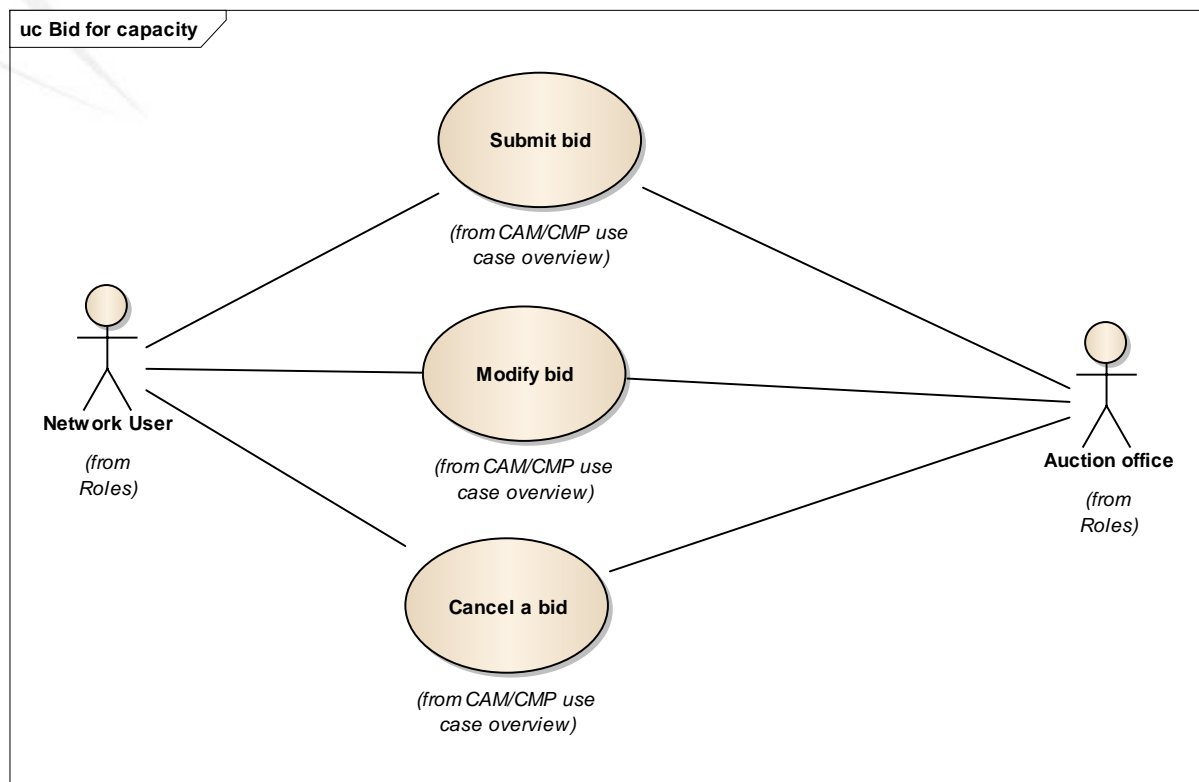 uc Bid for capacity
Submit bid
(from CAM/CMP use
case overview)
Modify bid
(from CAM/CMP use
case overview)
Network User
(from
Roles)
Auction office
(from
Roles)
Cancel a bid
(from CAM/CMP use
case overview)